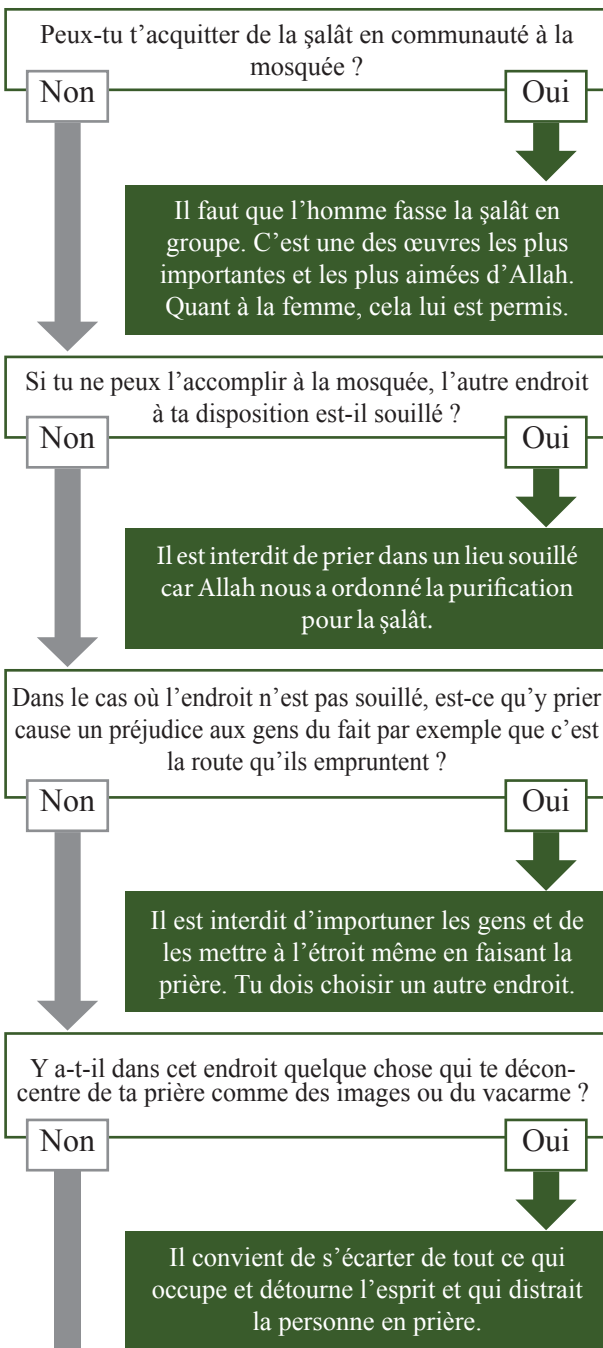 Peux-tu t'acquitter de la ṣalât en communauté à la
mosquée ?
Non
Oui
Il faut que l'homme fasse la ṣalât en
groupe. C'est une des œuvres les plus
importantes et les plus aimées d'Allah.
Quant à la femme, cela lui est permis.
Si tu ne peux l'accomplir à la mosquée, l'autre endroit
à ta disposition est-il souillé ?
Non
Oui
Il est interdit de prier dans un lieu souillé
car Allah nous a ordonné la purification
pour la ṣalât.
Dans le cas où l'endroit n'est pas souillé, est-ce qu'y prier
cause un préjudice aux gens du fait par exemple que c'est
la route qu'ils empruntent ?
Non
Oui
Il est interdit d'importuner les gens et de
les mettre à l'étroit même en faisant la
prière. Tu dois choisir un autre endroit.
Y a-t-il dans cet endroit quelque chose qui te décon-
centre de ta prière comme des images ou du vacarme ?
Non
Oui
Il convient de s'écarter de tout ce qui
occupe et détourne l'esprit et qui distrait
la personne en prière.